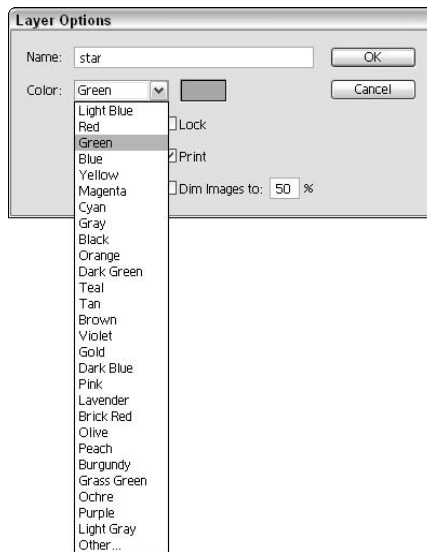 Layer Options
Name: star OK
Color: Green Cancel
Light Blue
Red Lock
Green
Blue Print
Yellow
Magenta Dim Images to: 50 %
Cyan
Gray
Black
Orange
Dark Green
Teal
Tan
Brown
Violet
Gold
Dark Blue
Pink
Lavender
Brick Red
Olive
Peach
Burgundy
Grass Green
Ochre
Purple
Light Gray
Other...